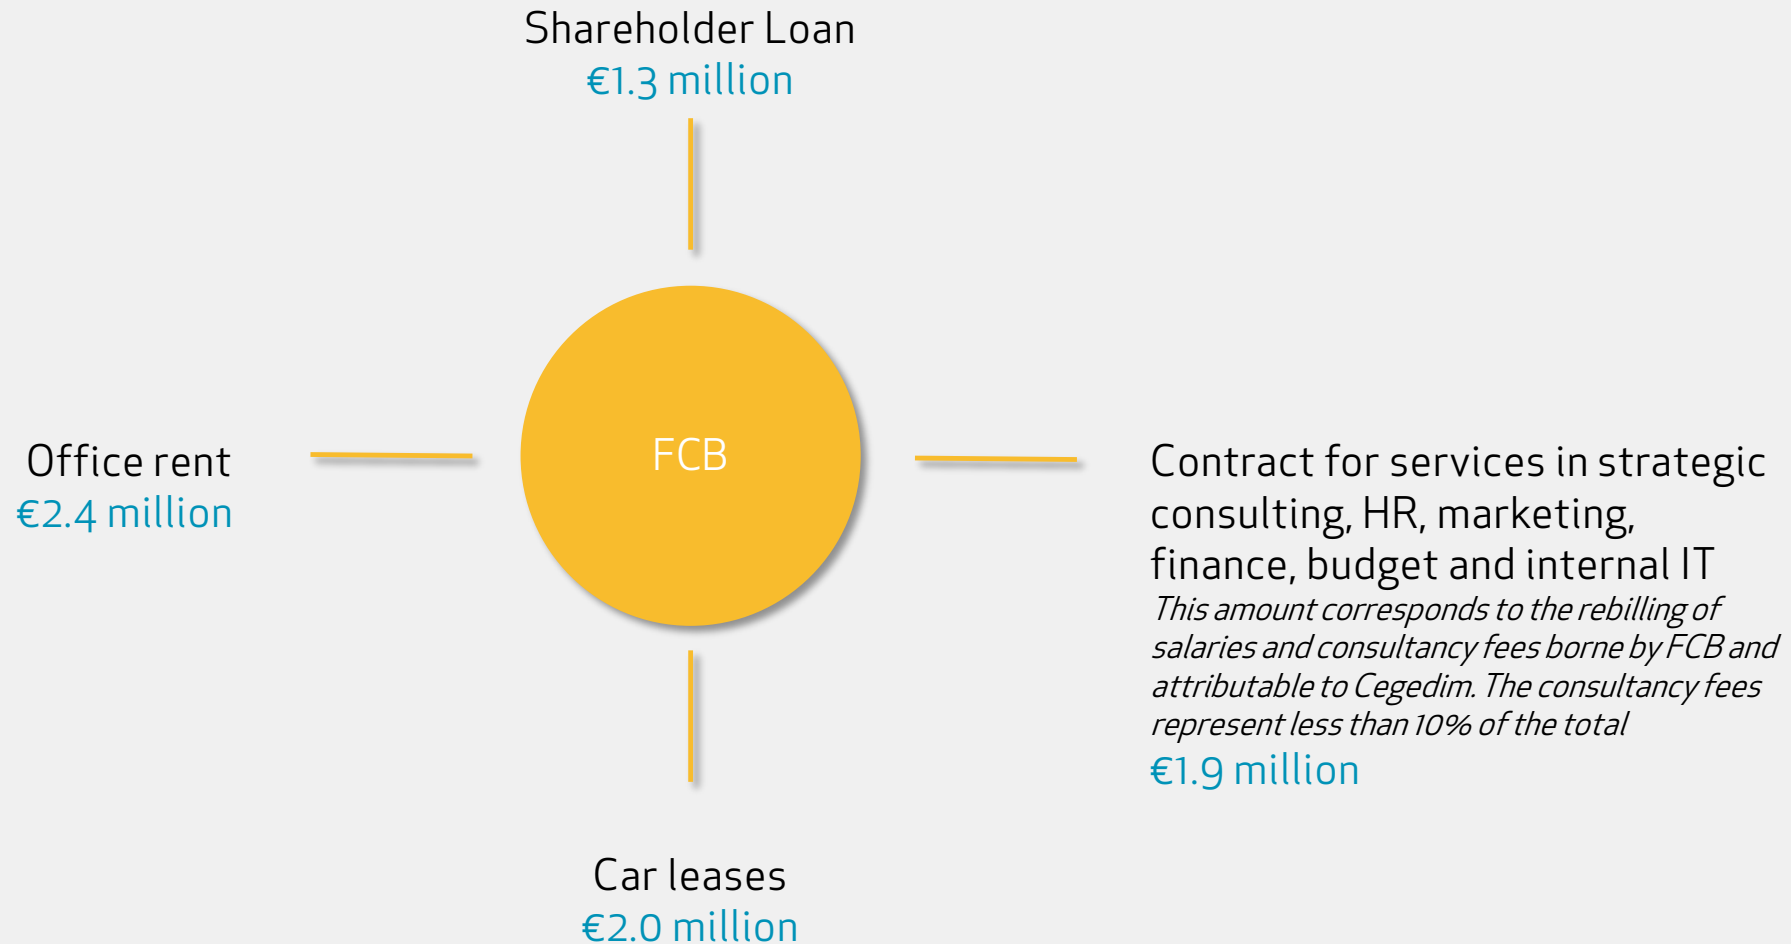 Shareholder Loan
€1.3 million
Office rent
€2.4 million
FCB
Contract for services in strategic
consulting, HR, marketing,
finance, budget and internal IT
This amount corresponds to the rebilling of
salaries and consultancy fees borne by FCB and
attributable to Cegedim. The consultancy fees
represent less than 10% of the total
€1.9 million
Car leases
€2.0 million